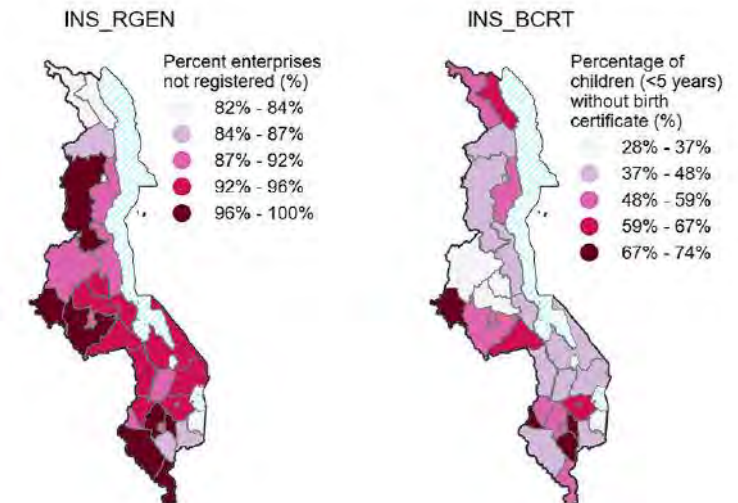 INS_RGEN
Percent enterprises
not registered (%)
82% - 84%
84% - 87%
87% - 92%
92% - 96%
96% - 100%
INS_BCRT
Percentage of
children (<5 years)
without birth
certificate (%)
28% - 37%
37% - 48%
48% - 59%
59% - 67%
67% - 74%